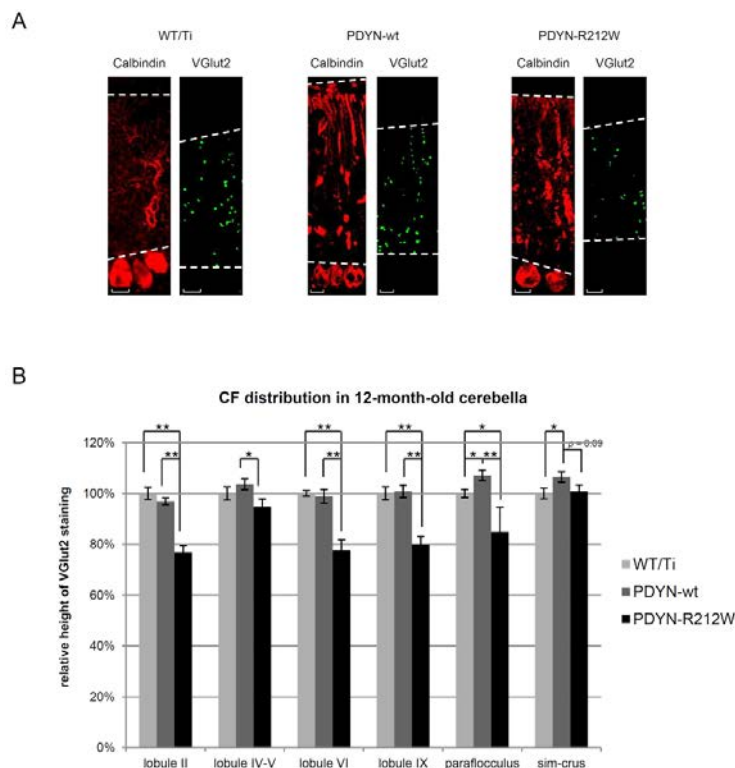 A
WT/Ti PDYN-wt PDYN-R212W
Calbindin VGlut2 Calbindin VGlut2 Calbindin VGlut2
B
CF distribution in 12-month-old cerebella
** * ** ** * *
** ** ** * ** p = 0.09
120%
100%
80%
60%
40%
20%
0%
relative height of VGlut2 staining
WT/Ti
PDYN-wt
PDYN-R212W
lobule II lobule IV-V lobule VI lobule IX paraflocculus sim-crus